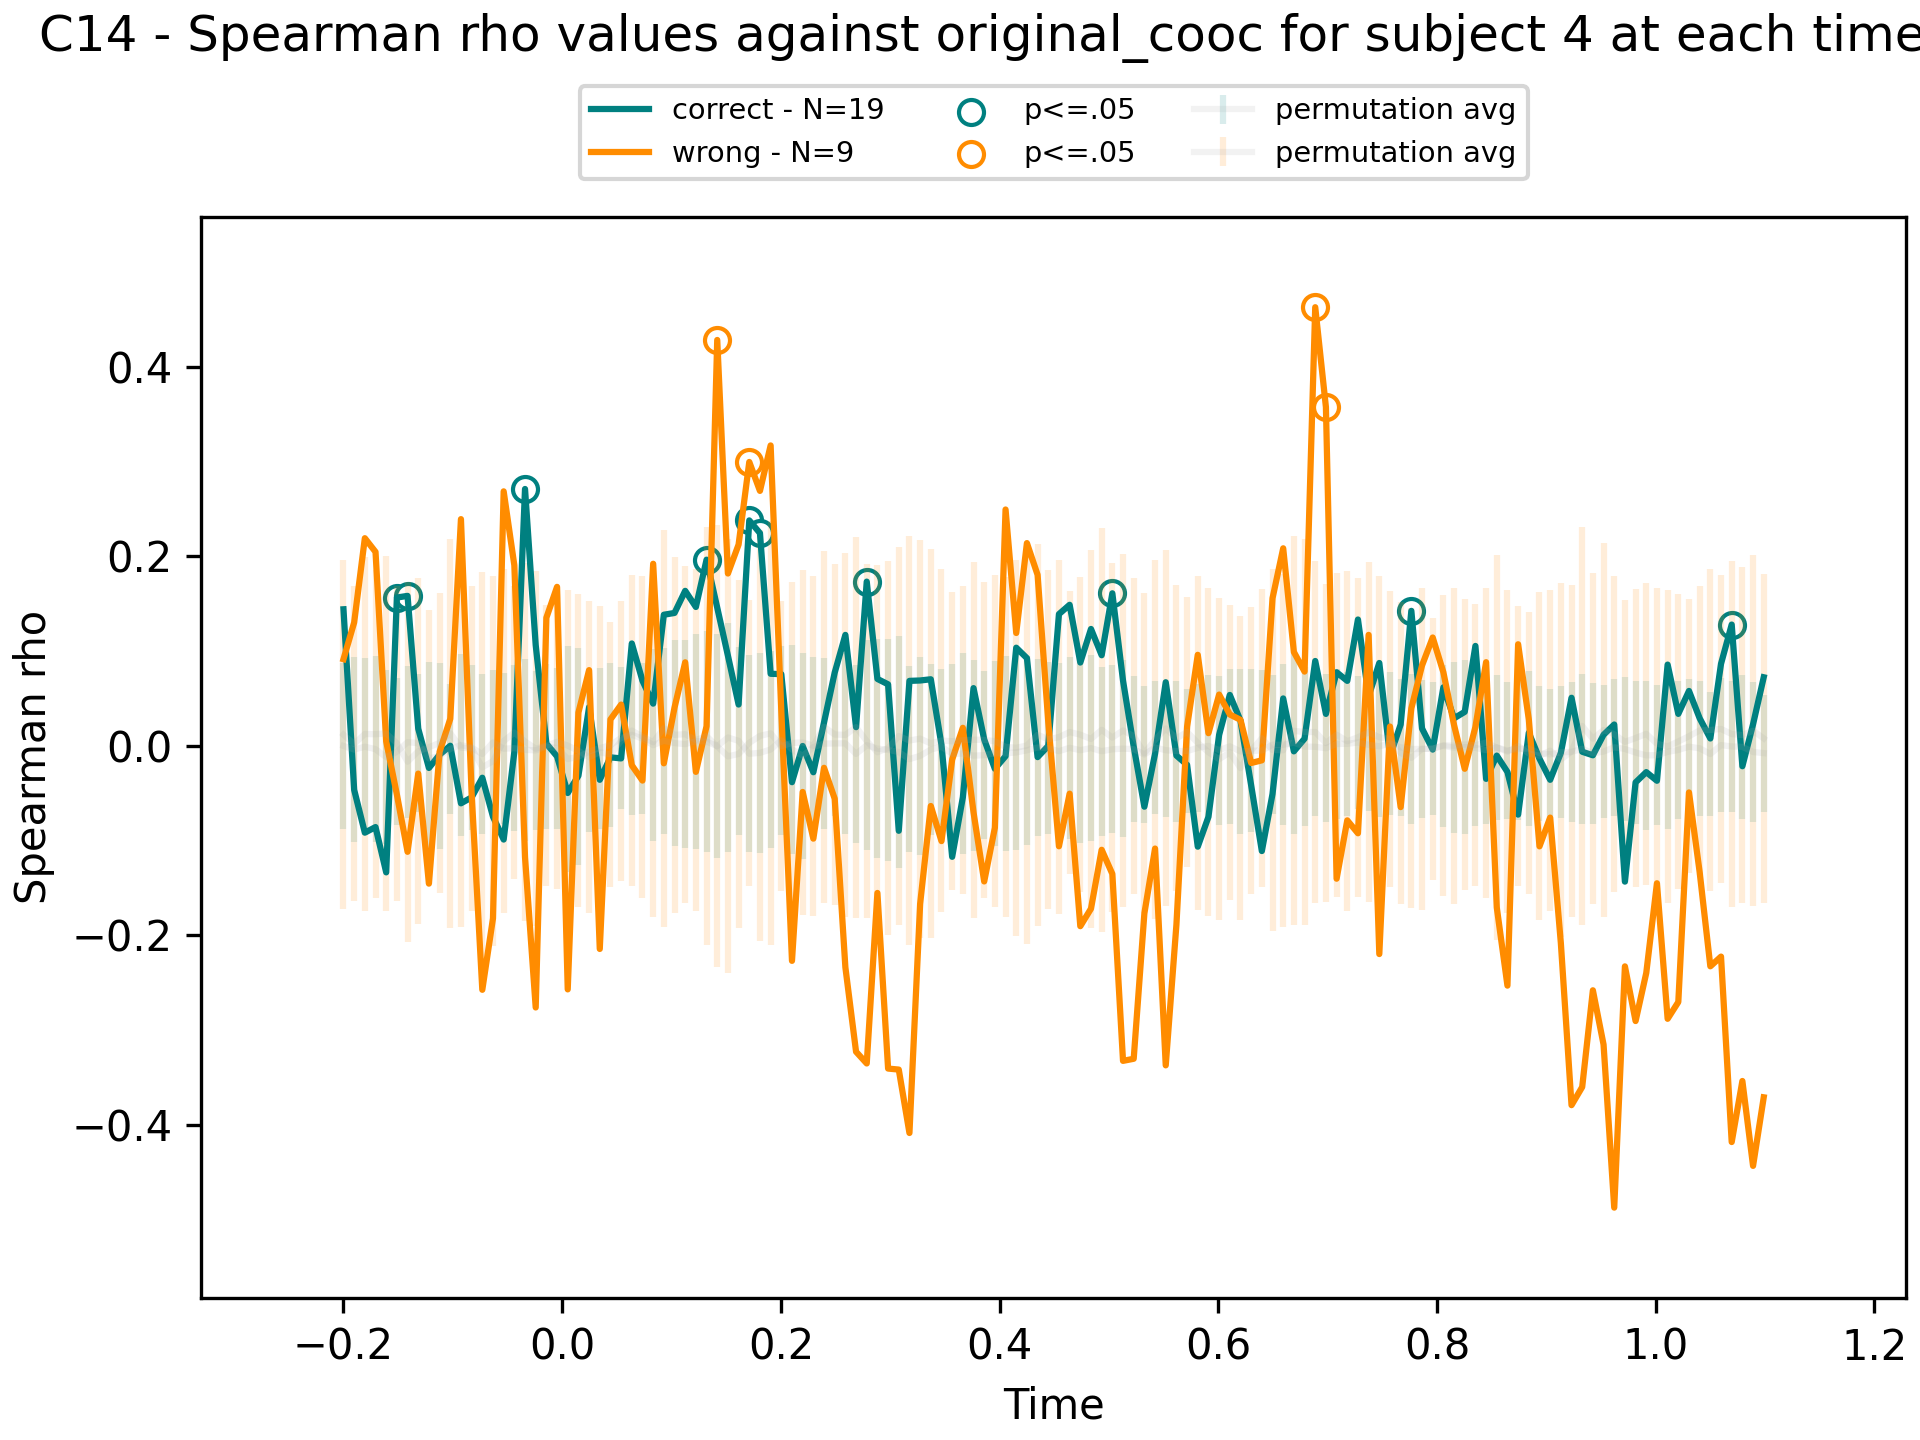 C14 - Spearman rho values against original_cooc for subject 4 at each time
correct - N=19
wrong - N=9
p<=.05
p<=.05
permutation avg
permutation avg
Spearman rho
0.4
0.2
0.0
−0.2
−0.4
−0.2 0.0 0.2 0.4 0.6 0.8 1.0 1.2
Time